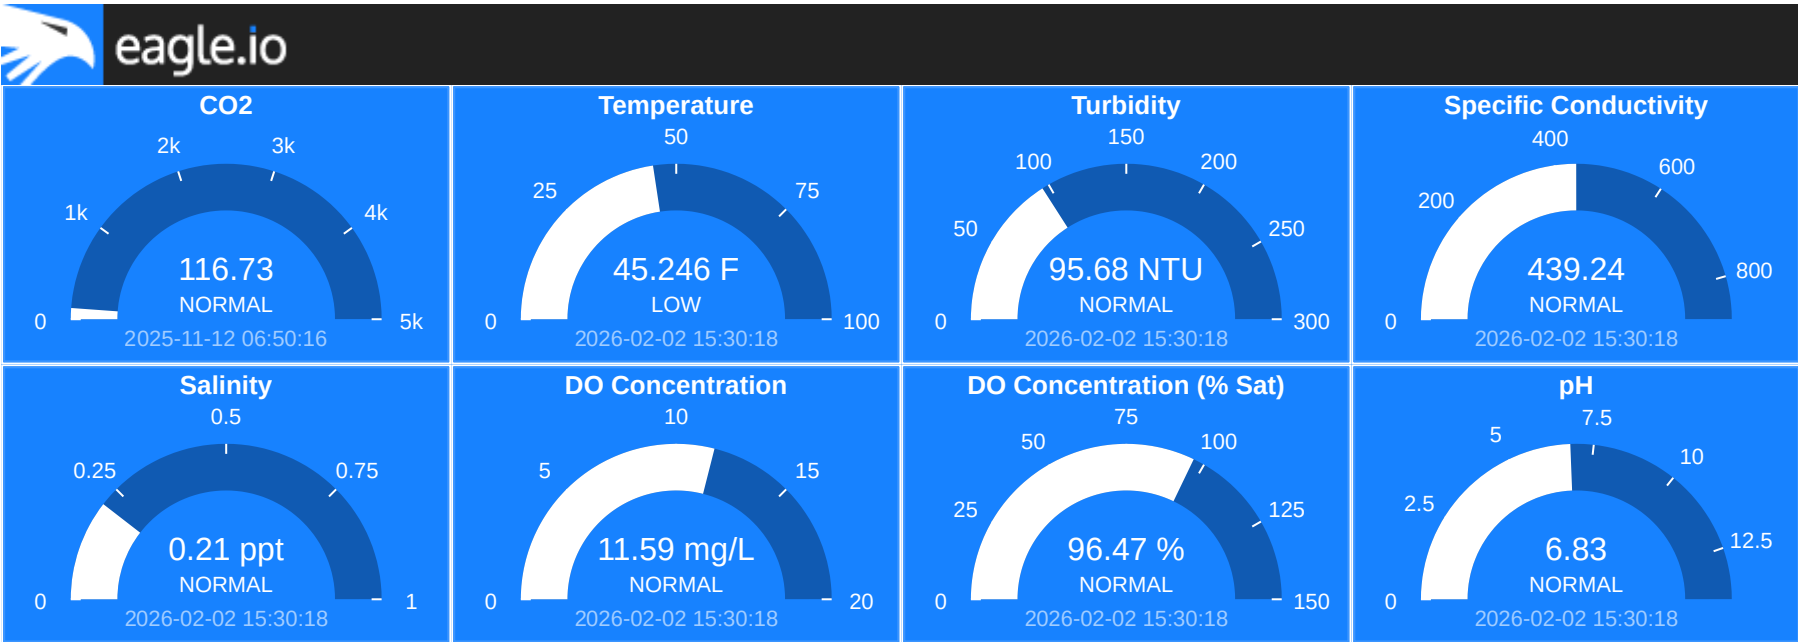 eagle.io
CO2
0
1k
2k
3k
4k
5k
116.73
NORMAL
2025-11-12 06:50:16
Temperature
0
25
50
75
100
45.246 F
LOW
2026-02-02 15:30:18
Turbidity
0
50
100
150
200
250
300
95.68 NTU
NORMAL
2026-02-02 15:30:18
Specific Conductivity
0
200
400
600
800
439.24
NORMAL
2026-02-02 15:30:18
Salinity
0
0.25
0.5
0.75
1
0.21 ppt
NORMAL
2026-02-02 15:30:18
DO Concentration
0
5
10
15
20
11.59 mg/L
NORMAL
2026-02-02 15:30:18
DO Concentration (% Sat)
0
25
50
75
100
125
150
96.47 %
NORMAL
2026-02-02 15:30:18
pH
0
2.5
5
7.5
10
12.5
6.83
NORMAL
2026-02-02 15:30:18